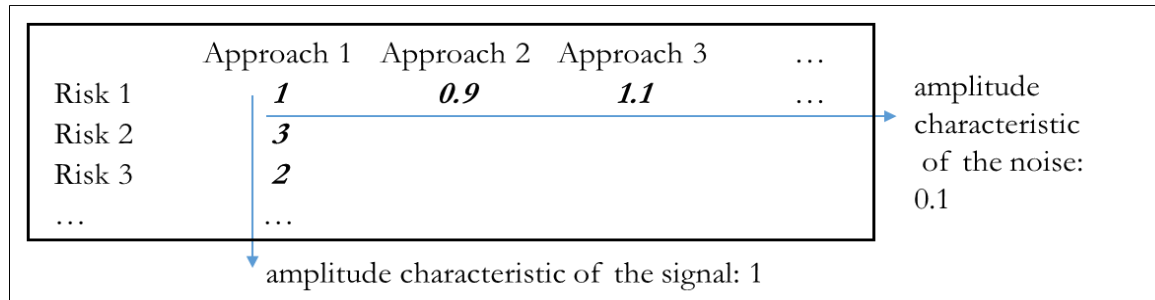 Approach 1 Approach 2 Approach 3 …
Risk 1 1 0.9 1.1 …
Risk 2 3
Risk 3 2
… …
amplitude
characteristic
of the noise:
0.1
amplitude characteristic of the signal: 1